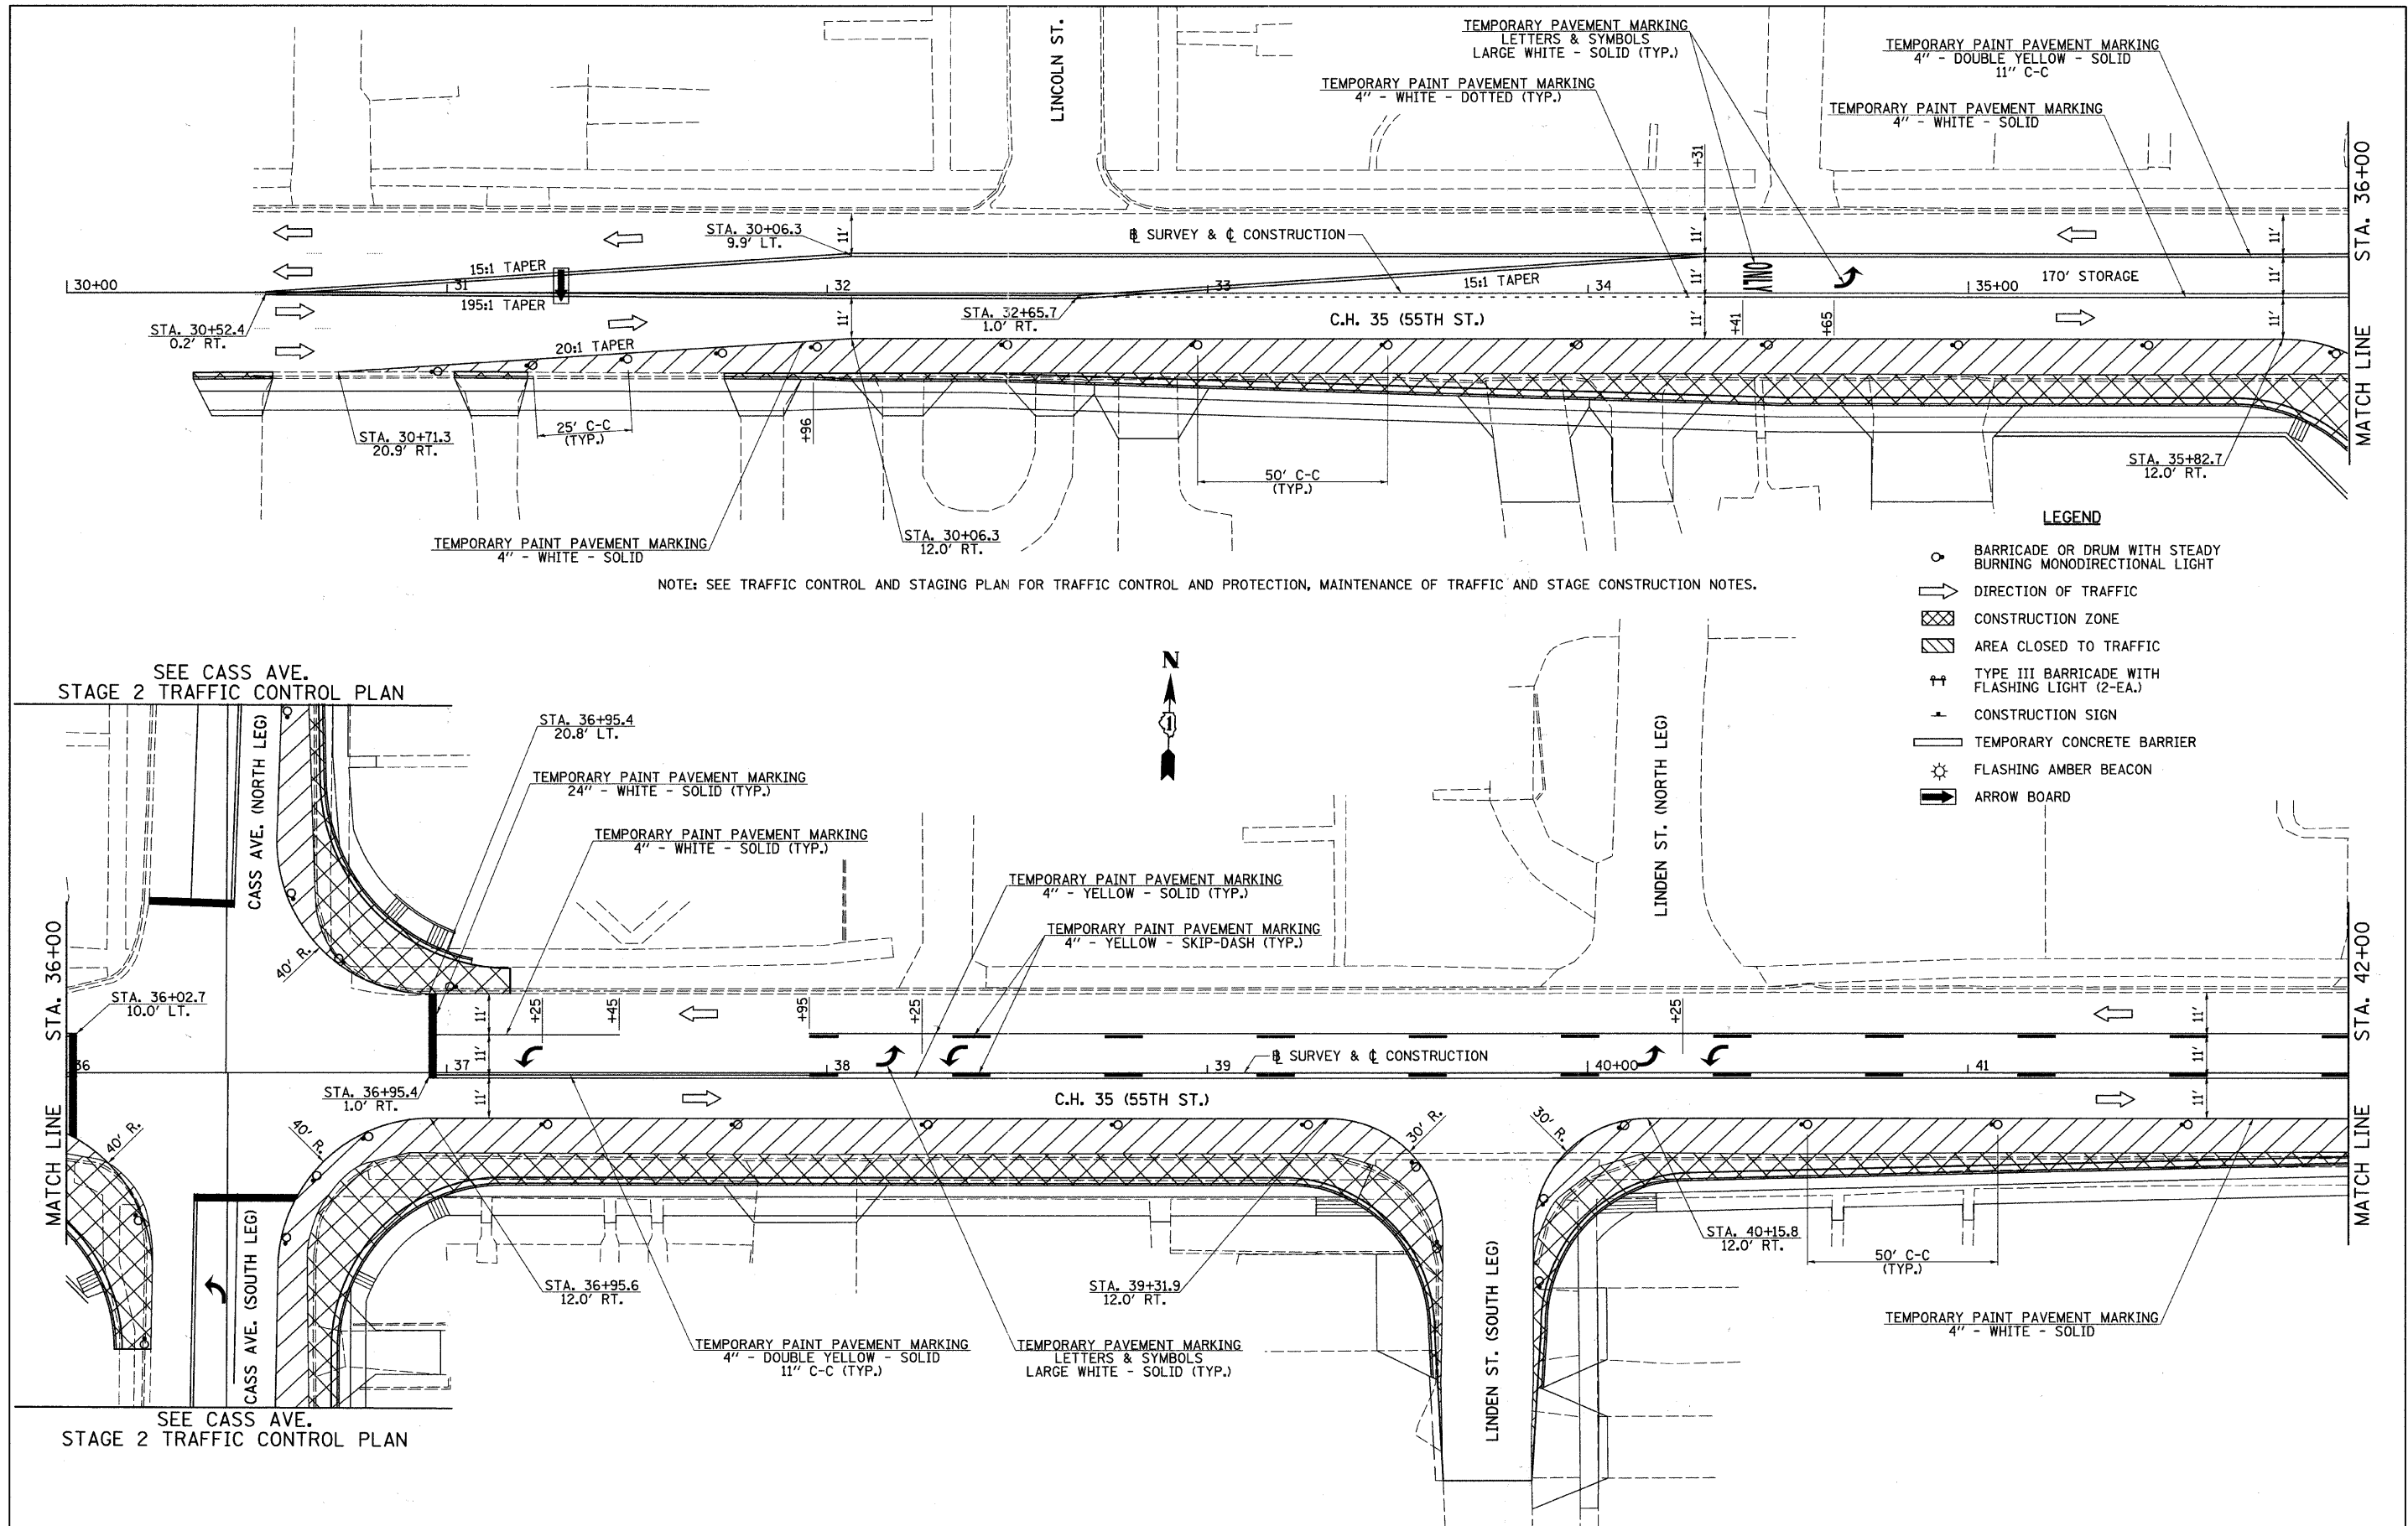 LINCOLN ST.
TEMPORARY PAVEMENT MARKING
LETTERS & SYMBOLS
LARGE WHITE - SOLID (TYP.)
TEMPORARY PAINT PAVEMENT MARKING
4" - DOUBLE YELLOW - SOLID
11" C-C
TEMPORARY PAINT PAVEMENT MARKING
4" - WHITE - DOTTED (TYP.)
TEMPORARY PAINT PAVEMENT MARKING
4" - WHITE - SOLID
+31
STA. 36+00
MATCH LINE
STA. 30+06.3
9.9' LT.
11'
℄ SURVEY & ℄ CONSTRUCTION
11'
11'
15:1 TAPER
30+00
31
32
33
34
35+00
195:1 TAPER
15:1 TAPER
11'
ONLY
170' STORAGE
11'
STA. 30+52.4
0.2' RT.
11'
STA. 32+65.7
1.0' RT.
C.H. 35 (55TH ST.)
11'
+41
+65
11'
20:1 TAPER
STA. 30+71.3
20.9' RT.
25' C-C
(TYP.)
+96
50' C-C
(TYP.)
STA. 35+82.7
12.0' RT.
TEMPORARY PAINT PAVEMENT MARKING
4" - WHITE - SOLID
STA. 30+06.3
12.0' RT.
NOTE: SEE TRAFFIC CONTROL AND STAGING PLAN FOR TRAFFIC CONTROL AND PROTECTION, MAINTENANCE OF TRAFFIC AND STAGE CONSTRUCTION NOTES.
LEGEND
BARRICADE OR DRUM WITH STEADY
BURNING MONODIRECTIONAL LIGHT
DIRECTION OF TRAFFIC
CONSTRUCTION ZONE
AREA CLOSED TO TRAFFIC
TYPE III BARRICADE WITH
FLASHING LIGHT (2-EA.)
CONSTRUCTION SIGN
TEMPORARY CONCRETE BARRIER
FLASHING AMBER BEACON
ARROW BOARD
SEE CASS AVE.
STAGE 2 TRAFFIC CONTROL PLAN
N
1
CASS AVE. (NORTH LEG)
STA. 36+95.4
20.8' LT.
TEMPORARY PAINT PAVEMENT MARKING
24" - WHITE - SOLID (TYP.)
TEMPORARY PAINT PAVEMENT MARKING
4" - WHITE - SOLID (TYP.)
TEMPORARY PAINT PAVEMENT MARKING
4" - YELLOW - SOLID (TYP.)
TEMPORARY PAINT PAVEMENT MARKING
4" - YELLOW - SKIP-DASH (TYP.)
LINDEN ST. (NORTH LEG)
STA. 36+00
MATCH LINE
STA. 42+00
MATCH LINE
40' R.
STA. 36+02.7
10.0' LT.
11'
+25
+45
+95
+25
+25
11'
36
11'
37
38
39
℄ SURVEY & ℄ CONSTRUCTION
40+00
41
11'
STA. 36+95.4
1.0' RT.
11'
C.H. 35 (55TH ST.)
11'
40' R.
40' R.
30' R.
30' R.
CASS AVE. (SOUTH LEG)
STA. 36+95.6
12.0' RT.
STA. 39+31.9
12.0' RT.
LINDEN ST. (SOUTH LEG)
STA. 40+15.8
12.0' RT.
50' C-C
(TYP.)
TEMPORARY PAINT PAVEMENT MARKING
4" - DOUBLE YELLOW - SOLID
11" C-C (TYP.)
TEMPORARY PAVEMENT MARKING
LETTERS & SYMBOLS
LARGE WHITE - SOLID (TYP.)
TEMPORARY PAINT PAVEMENT MARKING
4" - WHITE - SOLID
SEE CASS AVE.
STAGE 2 TRAFFIC CONTROL PLAN